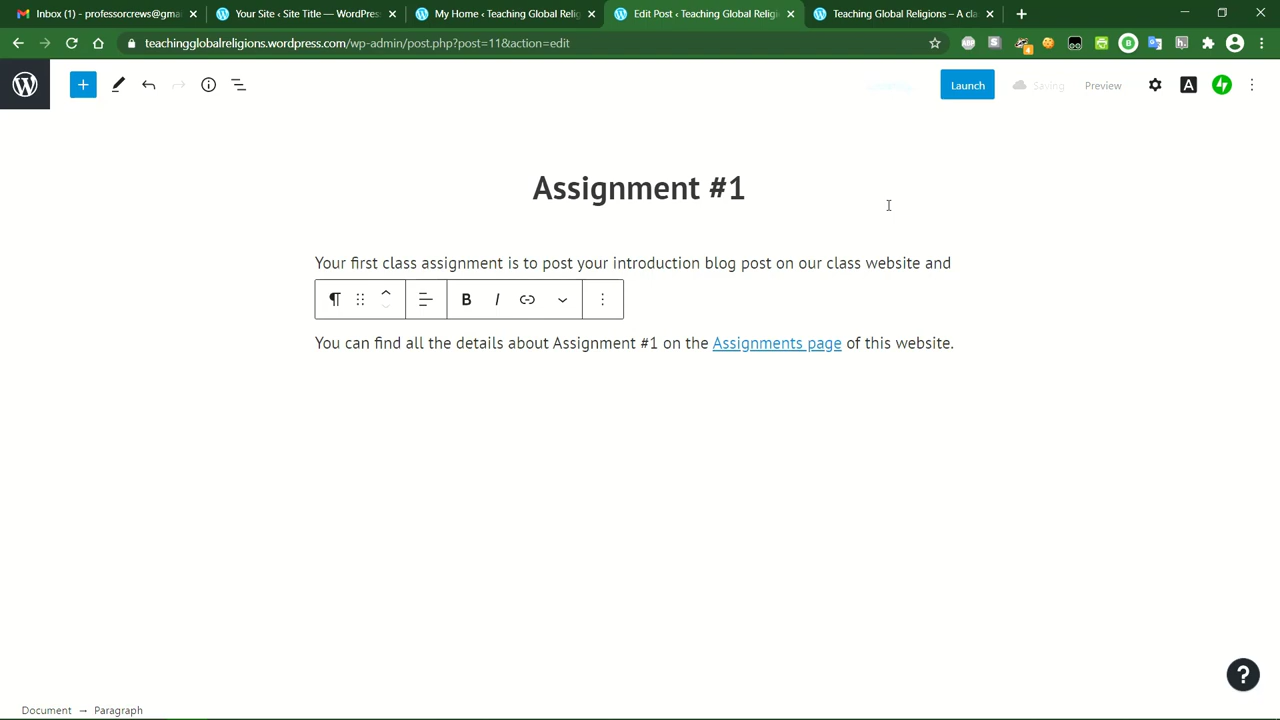 Inbox (1) - professorcrews@gma
Your Site ‹ Site Title — WordPres
My Home ‹ Teaching Global Relig
Edit Post ‹ Teaching Global Religi
Teaching Global Religions – A cla
teachingglobalreligions.wordpress.com/wp-admin/post.php?post=11&action=edit
Launch
Saving
Preview
Assignment #1
Your first class assignment is to post your introduction blog post on our class website and
B I
You can find all the details about Assignment #1 on the Assignments page of this website.
Document → Paragraph